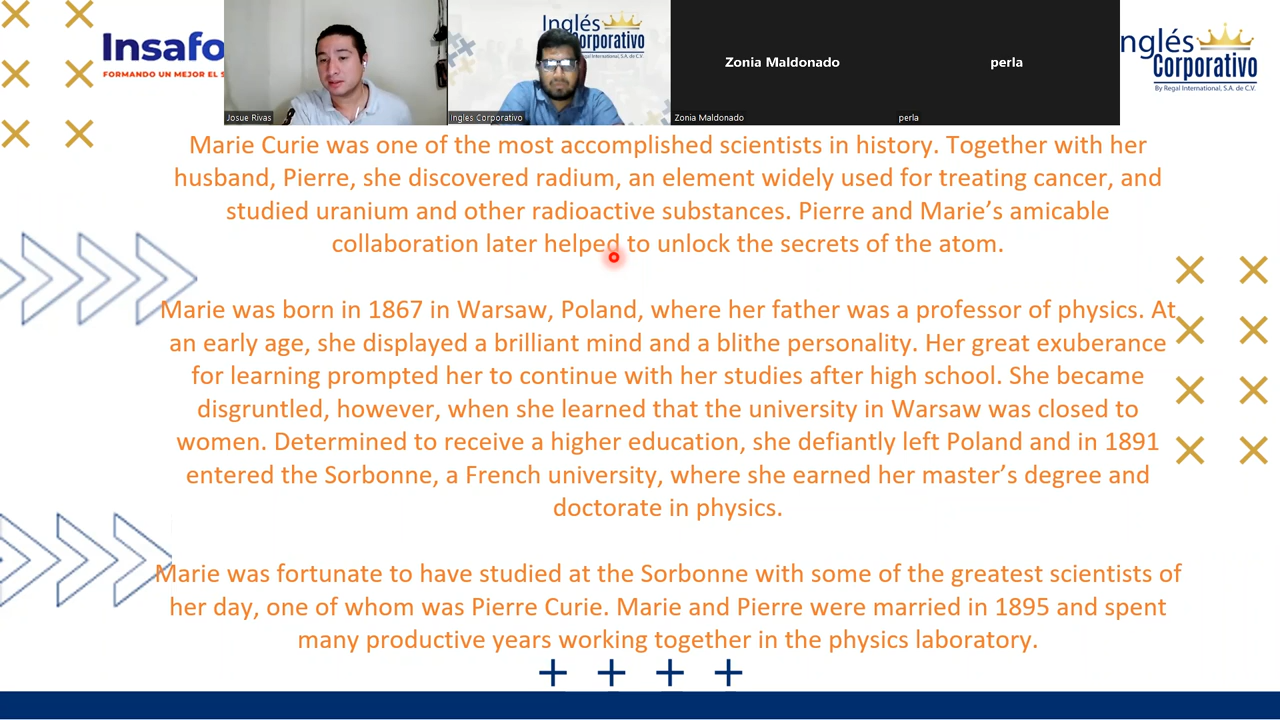 Insafo
FORMANDO UN MEJOR EL S
Josue Rivas
Inglés
Corporativo
By Regal International, S.A. de C.V.
Ingles Corporativo
Zonia Maldonado
Zonia Maldonado
perla
perla
nglés
Corporativo
By Regal International, S.A. de C.V.
Marie Curie was one of the most accomplished scientists in history. Together with her
husband, Pierre, she discovered radium, an element widely used for treating cancer, and
studied uranium and other radioactive substances. Pierre and Marie’s amicable
collaboration later helped to unlock the secrets of the atom.
Marie was born in 1867 in Warsaw, Poland, where her father was a professor of physics. At
an early age, she displayed a brilliant mind and a blithe personality. Her great exuberance
for learning prompted her to continue with her studies after high school. She became
disgruntled, however, when she learned that the university in Warsaw was closed to
women. Determined to receive a higher education, she defiantly left Poland and in 1891
entered the Sorbonne, a French university, where she earned her master’s degree and
doctorate in physics.
Marie was fortunate to have studied at the Sorbonne with some of the greatest scientists of
her day, one of whom was Pierre Curie. Marie and Pierre were married in 1895 and spent
many productive years working together in the physics laboratory.